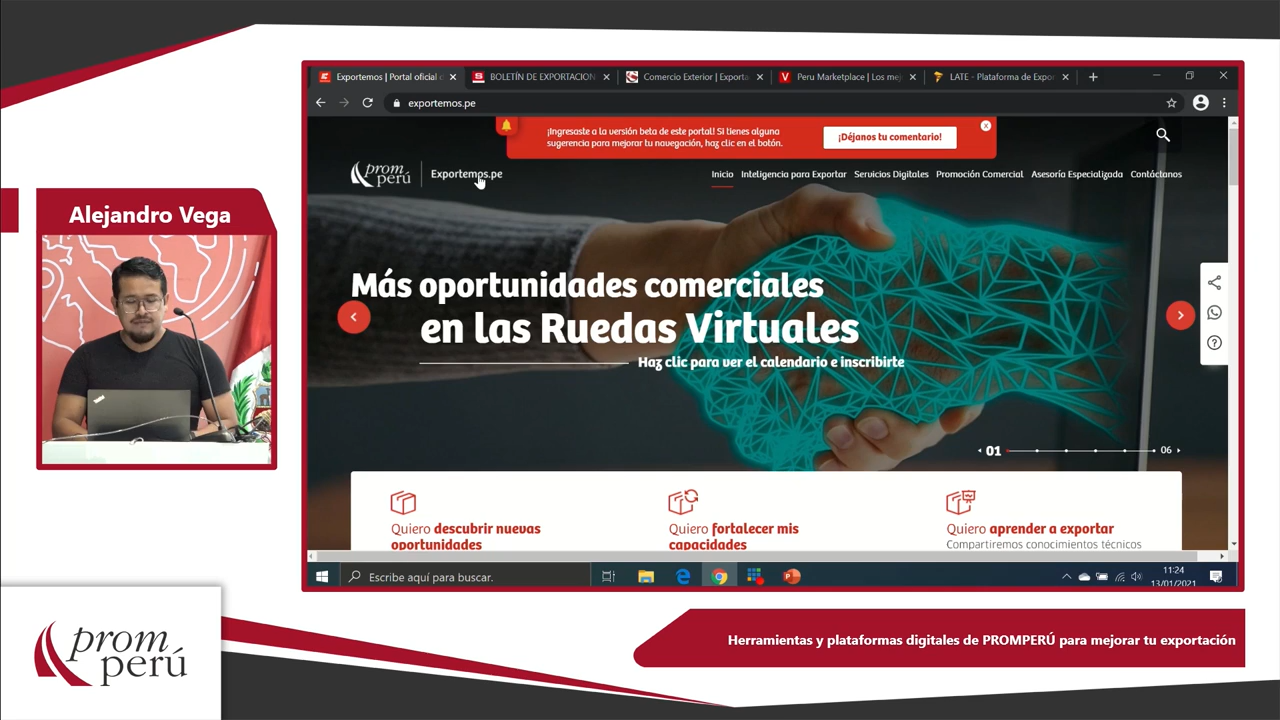 Alejandro Vega
Exportemos | Portal oficial d
BOLETÍN DE EXPORTACION
Comercio Exterior | Exporta
Peru Marketplace | Los mej
LATE - Plataforma de Expor
exportemos.pe
¡Ingresaste a la versión beta de este portal! Si tienes alguna
sugerencia para mejorar tu navegación, haz clic en el botón.
¡Déjanos tu comentario!
prom
perú
Exportemos.pe
Inicio
Inteligencia para Exportar
Servicios Digitales
Promoción Comercial
Asesoría Especializada
Contáctanos
Más oportunidades comerciales
en las Ruedas Virtuales
Haz clic para ver el calendario e inscribirte
01
06
Quiero descubrir nuevas
oportunidades
Quiero fortalecer mis
capacidades
Quiero aprender a exportar
Compartiremos conocimientos técnicos
Escribe aquí para buscar.
11:24
13/01/2021
prom
perú
Herramientas y plataformas digitales de PROMPERÚ para mejorar tu exportación